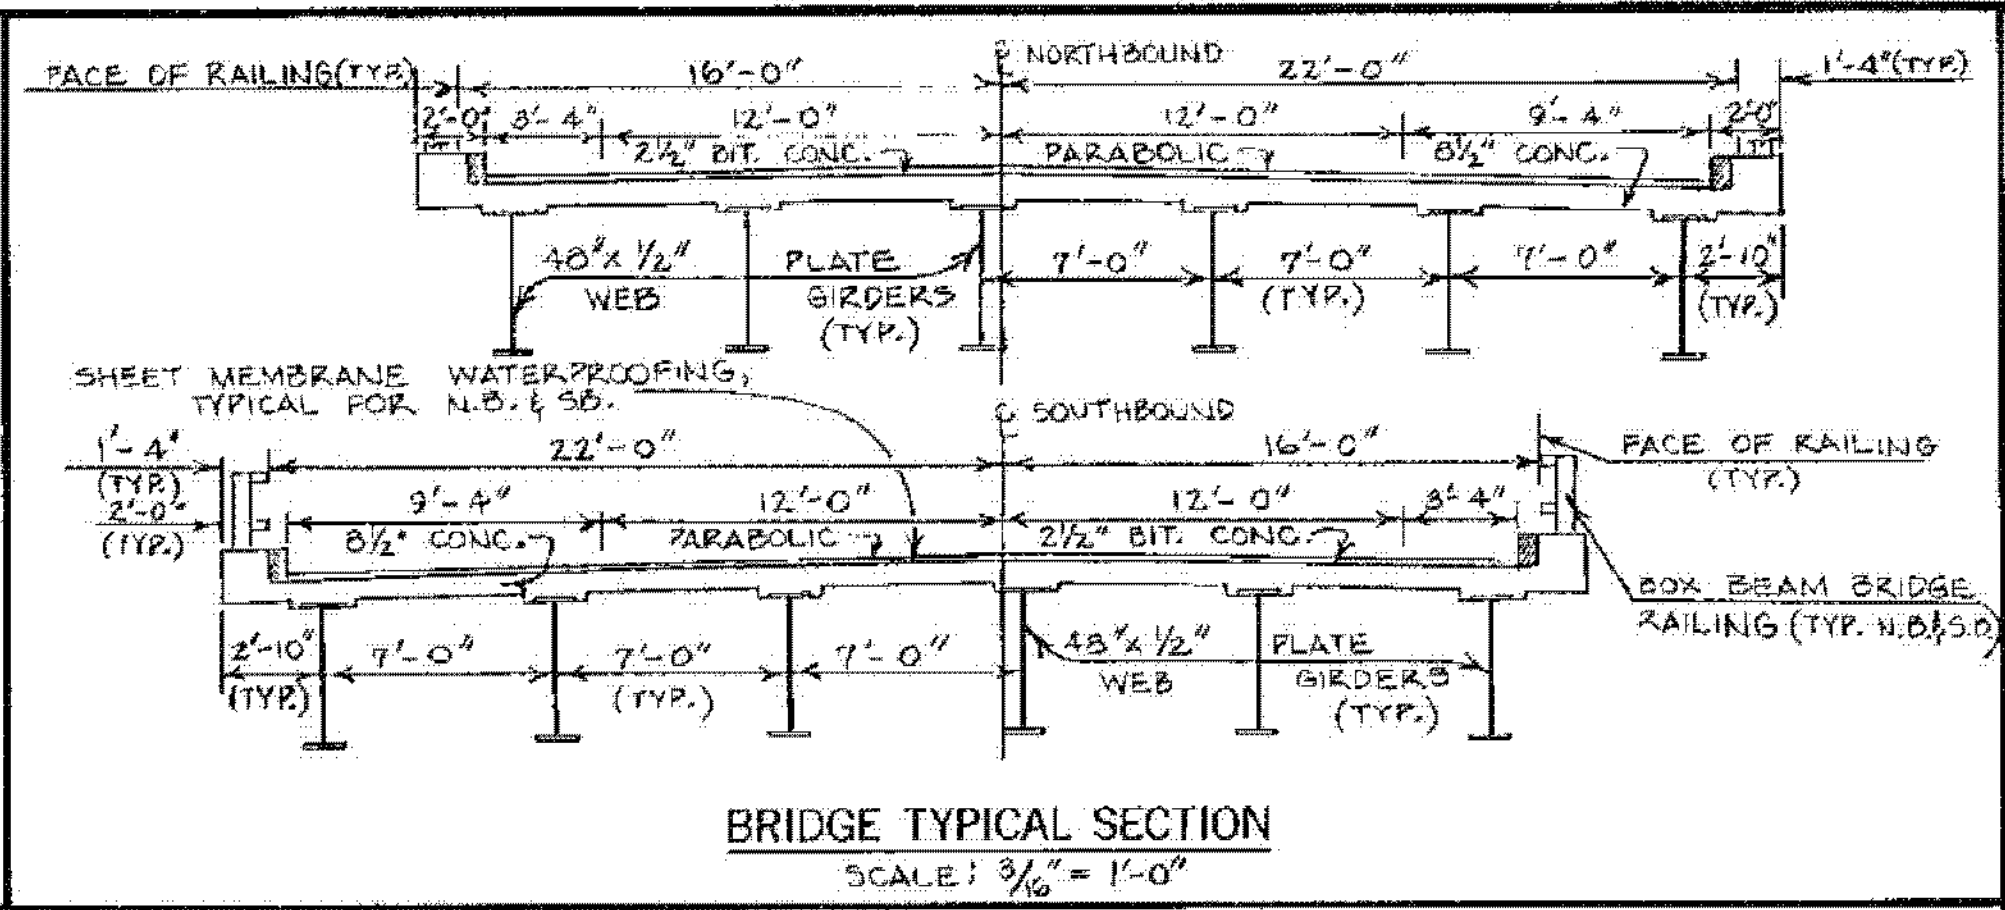 ℄ NORTHBOUND
FACE OF RAILING(TYP.) 16'-0" 22'-0" 1'-4"(TYP.)
2'-0" 3'-4" 12'-0" 12'-0" 9'-4" 2'-0"
2½" BIT. CONC. PARABOLIC 8½" CONC.
48" x ½" PLATE 7'-0" 7'-0" 7'-0" 2'-10"
WEB GIRDERS (TYP.) (TYP.)
(TYP.)
SHEET MEMBRANE WATERPROOFING,
TYPICAL FOR N.B. & S.B.
℄ SOUTHBOUND
1'-4" 22'-0" 16'-0" FACE OF RAILING
(TYP.) (TYP.)
2'-0" 9'-4" 12'-0" 12'-0" 3'-4"
(TYP.) 8½" CONC. PARABOLIC 2½" BIT. CONC.
BOX BEAM BRIDGE
RAILING (TYP. N.B.& S.B.)
2'-10" 7'-0" 7'-0" 7'-0" 48" x ½" PLATE
(TYP.) (TYP.) WEB GIRDERS
(TYP.)
BRIDGE TYPICAL SECTION
SCALE: 3/16" = 1'-0"